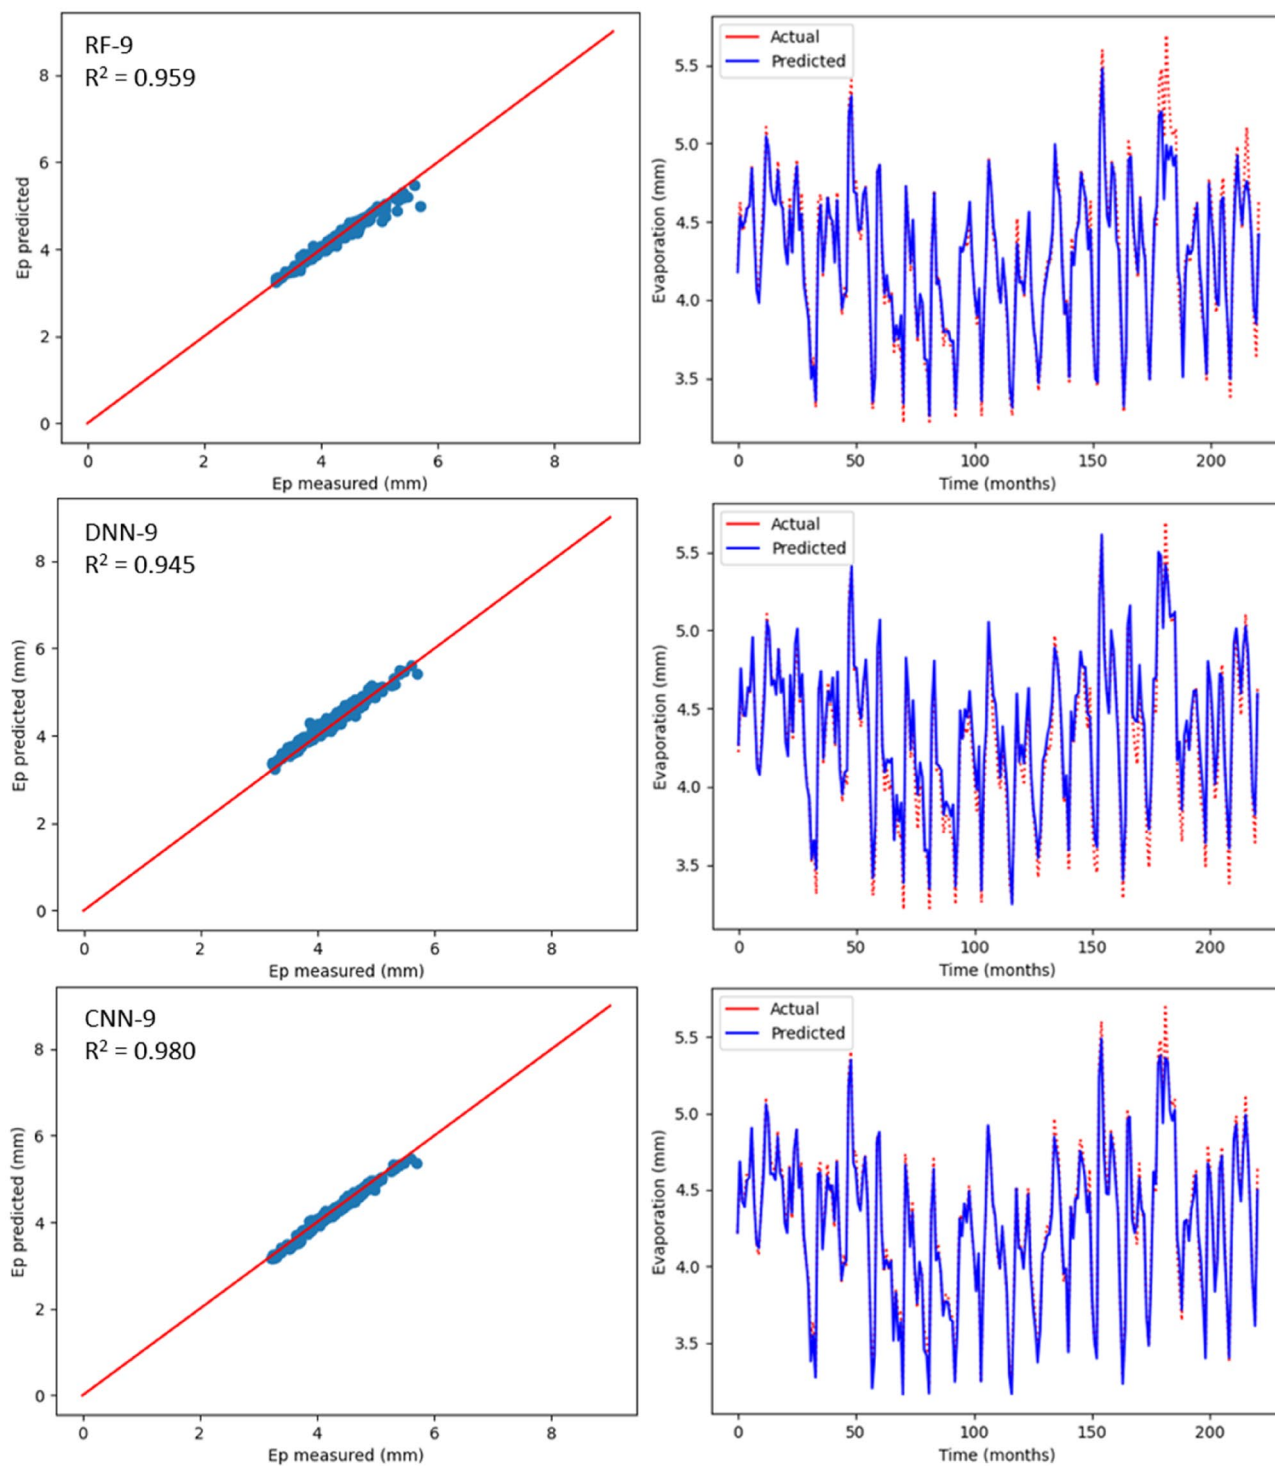 RF-9
R² = 0.959
8
6
4
2
0
Ep predicted
0 2 4 6 8
Ep measured (mm)
Actual
Predicted
5.5
5.0
4.5
4.0
3.5
Evaporation (mm)
0 50 100 150 200
Time (months)
DNN-9
R² = 0.945
8
6
4
2
0
Ep predicted (mm)
0 2 4 6 8
Ep measured (mm)
Actual
Predicted
5.5
5.0
4.5
4.0
3.5
Evaporation (mm)
0 50 100 150 200
Time (months)
CNN-9
R² = 0.980
8
6
4
2
0
Ep predicted (mm)
0 2 4 6 8
Ep measured (mm)
Actual
Predicted
5.5
5.0
4.5
4.0
3.5
Evaporation (mm)
0 50 100 150 200
Time (months)